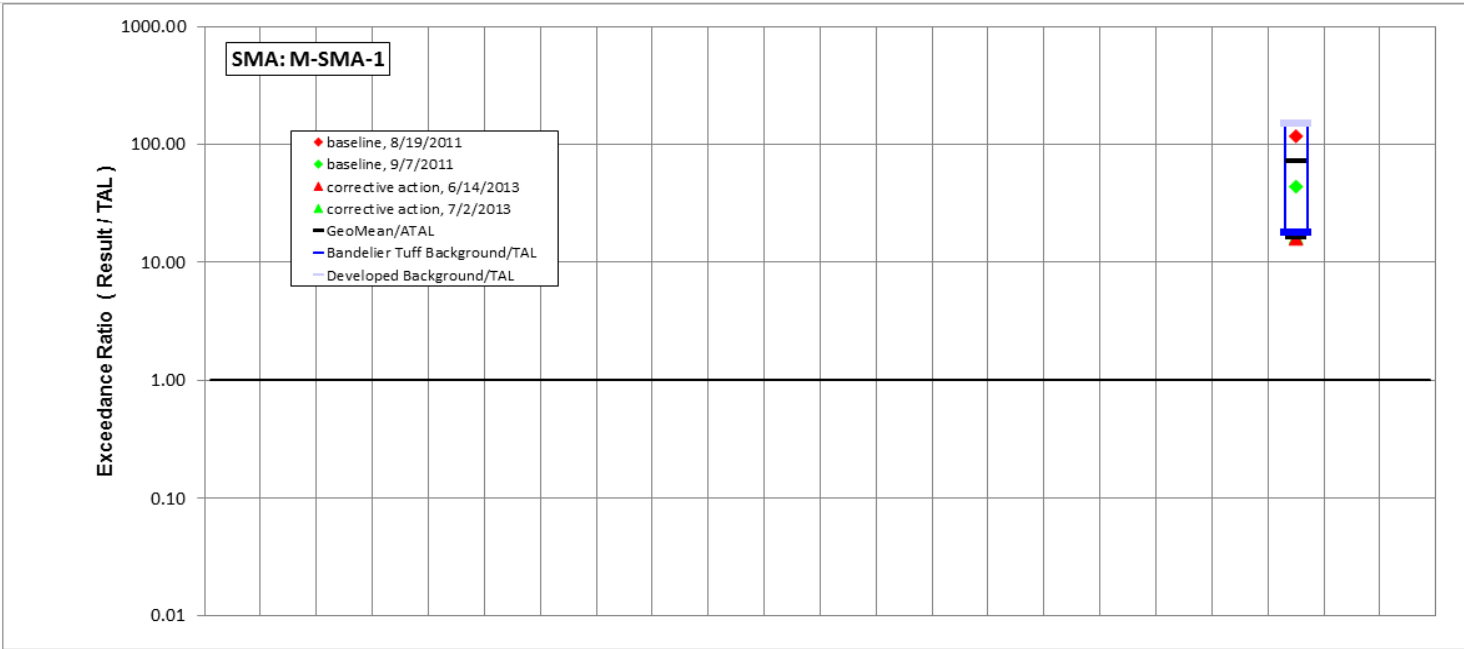 1000.00
SMA: M-SMA-1
baseline, 8/19/2011
100.00
baseline, 9/7/2011
corrective action, 6/14/2013
corrective action, 7/2/2013
GeoMean/ATAL
Bandelier Tuff Background/TAL
10.00
Developed Background/TAL
Exceedance Ratio ( Result / TAL )
1.00
0.10
0.01